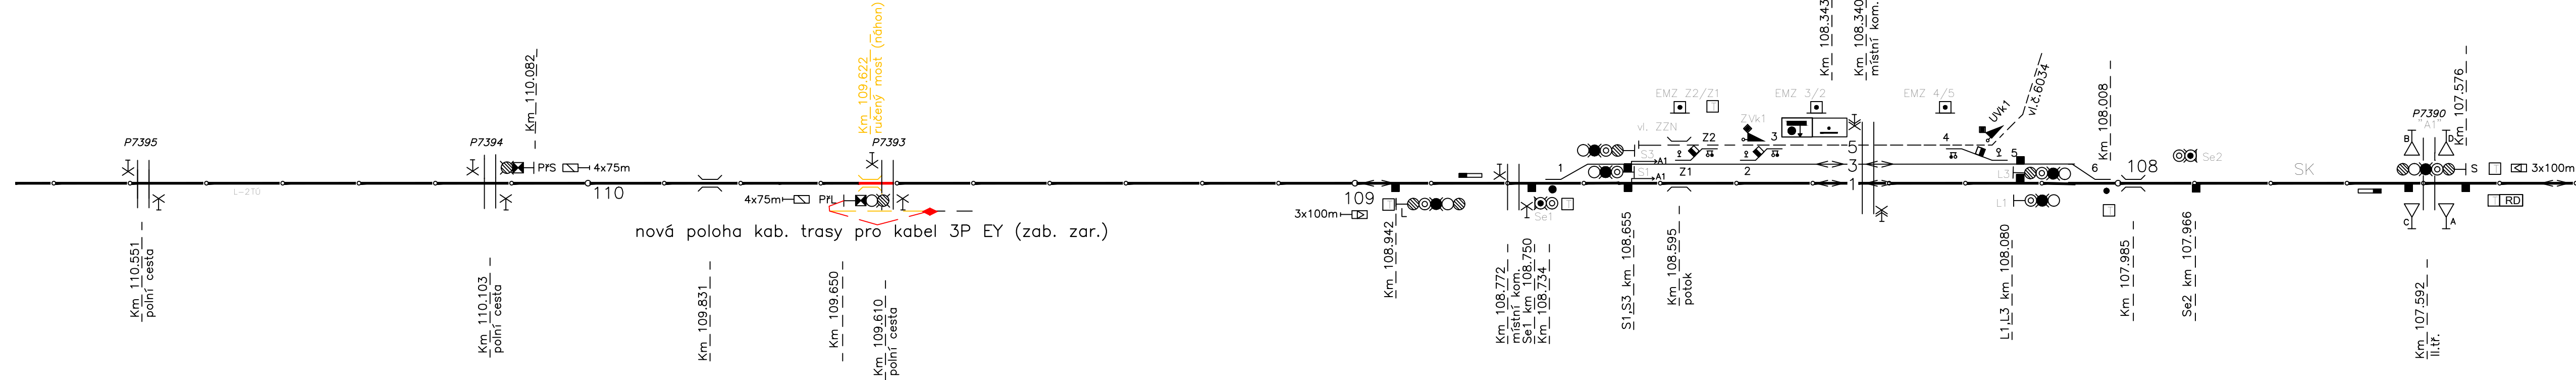 P7395
Km 110.551
polní cesta
L-2TÚ
P7394
Km 110.103
polní cesta
Km 110.082
PřS
4x75m
110
Km 109.831
Km 109.622
ručený most (náhon)
P7393
4x75m
PřL
Km 109.650
Km 109.610
polní cesta
nová poloha kab. trasy pro kabel 3P EY (zab. zar.)
109
3x100m
L
Km 108.942
Km 108.772
místní kom.
Se1 km 108.750
Km 108.734
Se1
1
vl. ZZN
S3
S1
A1
A1
S1,S3 km 108.655
Km 108.595
potok
EMZ Z2/Z1
Z2
Z1
ZVk1
3
2
EMZ 3/2
Km 108.343
Km 108.340
místní kom.
5
3
1
EMZ 4/5
4
5
UVk1
vl.č.6034
L3
L1
L1,L3 km 108.080
Km 108.008
6
108
Km 107.985
Se2
Se2 km 107.966
SK
P7390
"A1"
B
D
C
A
Km 107.576
Km 107.592
II.tř.
S
3x100m
RD